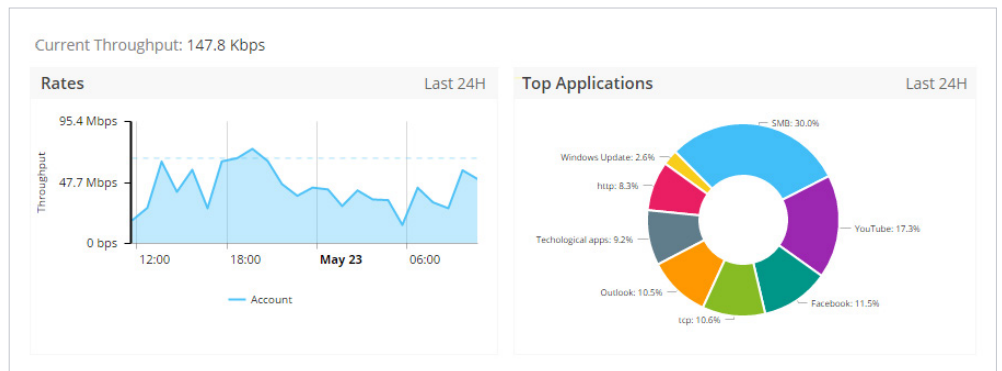 Current Throughput: 147.8 Kbps
Rates
Last 24H
95.4 Mbps
47.7 Mbps
0 bps
Throughput
12:00
18:00
May 23
06:00
Account
Top Applications
Last 24H
SMB: 30.0%
YouTube: 17.3%
Facebook: 11.5%
tcp: 10.6%
Outlook: 10.5%
Techological apps: 9.2%
http: 8.3%
Windows Update: 2.6%